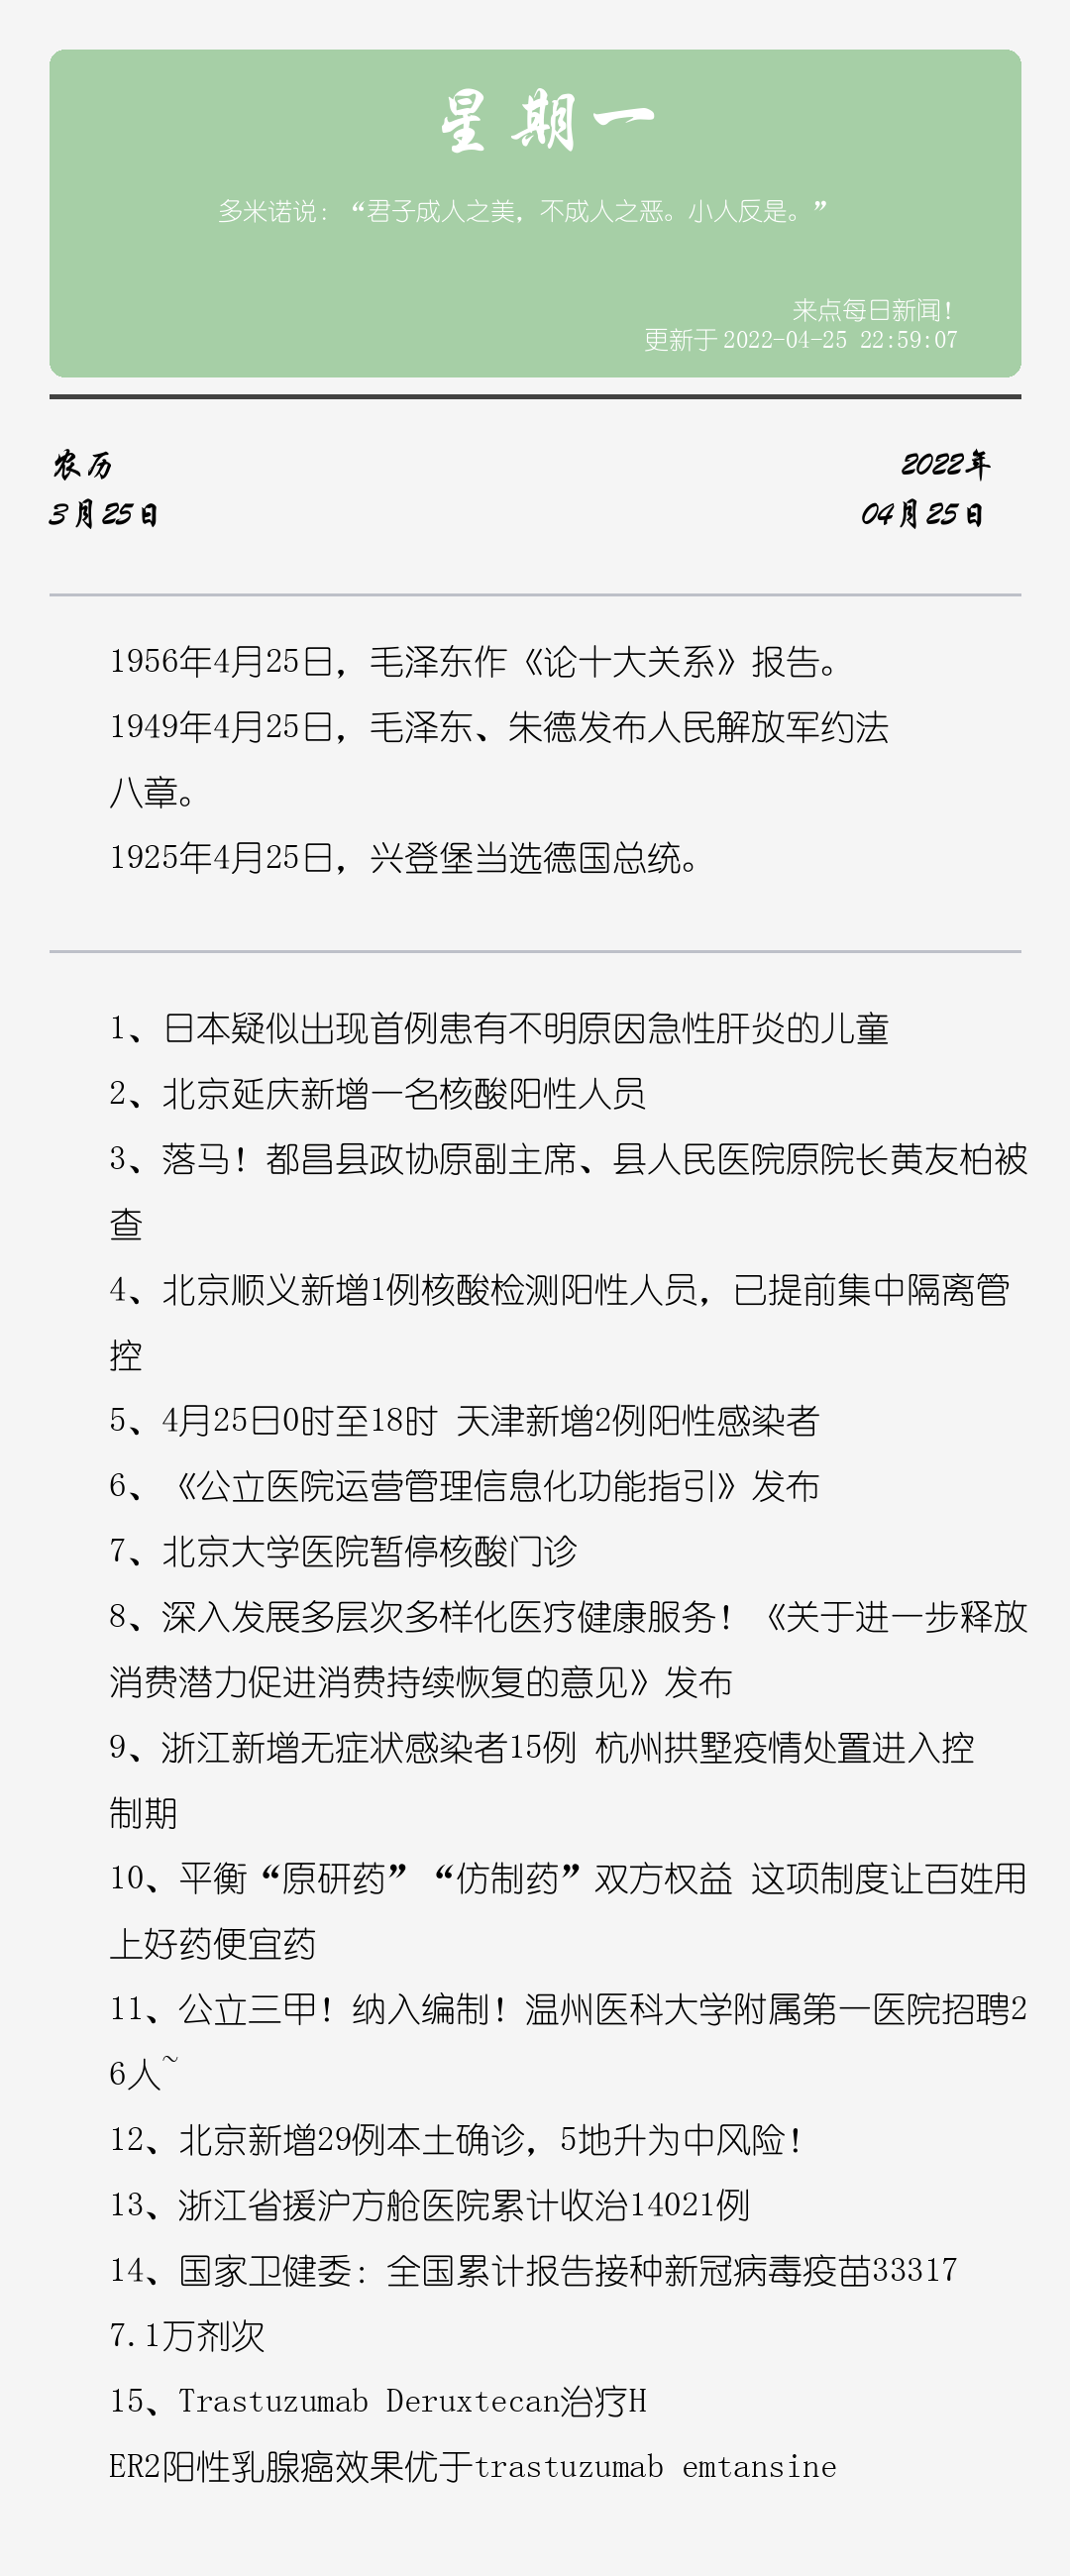 星期一
多米诺说：“君子成人之美，不成人之恶。小人反是。”
来点每日新闻！
更新于 2022-04-25 22:59:07
农历
2022年
3月25日
04月25日
1956年4月25日，毛泽东作《论十大关系》报告。
1949年4月25日，毛泽东、朱德发布人民解放军约法
八章。
1925年4月25日，兴登堡当选德国总统。
1、日本疑似出现首例患有不明原因急性肝炎的儿童
2、北京延庆新增一名核酸阳性人员
3、落马！都昌县政协原副主席、县人民医院原院长黄友柏被
查
4、北京顺义新增1例核酸检测阳性人员，已提前集中隔离管
控
5、4月25日0时至18时 天津新增2例阳性感染者
6、《公立医院运营管理信息化功能指引》发布
7、北京大学医院暂停核酸门诊
8、深入发展多层次多样化医疗健康服务！《关于进一步释放
消费潜力促进消费持续恢复的意见》发布
9、浙江新增无症状感染者15例 杭州拱墅疫情处置进入控
制期
10、平衡“原研药”“仿制药”双方权益 这项制度让百姓用
上好药便宜药
11、公立三甲！纳入编制！温州医科大学附属第一医院招聘2
6人~
12、北京新增29例本土确诊，5地升为中风险！
13、浙江省援沪方舱医院累计收治14021例
14、国家卫健委：全国累计报告接种新冠病毒疫苗33317
7.1万剂次
15、Trastuzumab Deruxtecan治疗H
ER2阳性乳腺癌效果优于trastuzumab emtansine